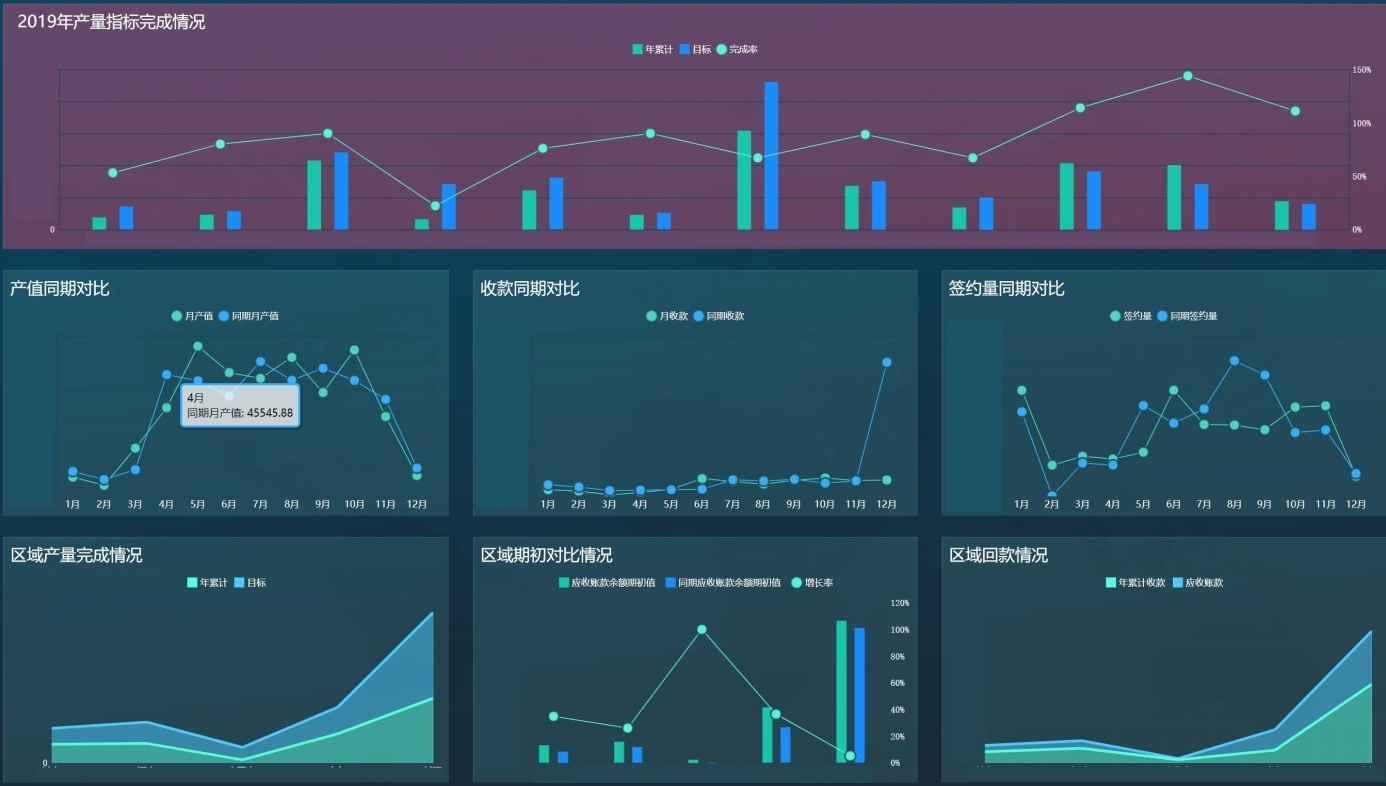 2019年产量指标完成情况
年累计 目标 完成率
150%
100%
50%
0 0%
产值同期对比
月产值 同期月产值
4月
同期月产值: 45545.88
1月 2月 3月 4月 5月 6月 7月 8月 9月 10月 11月 12月
收款同期对比
月收款 同期收款
1月 2月 3月 4月 5月 6月 7月 8月 9月 10月 11月 12月
签约量同期对比
签约量 同期签约量
1月 2月 3月 4月 5月 6月 7月 8月 9月 10月 11月 12月
区域产量完成情况
年累计 目标
0
区域期初对比情况
应收账款余额期初值 同期应收账款余额期初值 增长率
120%
100%
80%
60%
40%
20%
0%
区域回款情况
年累计收款 应收账款